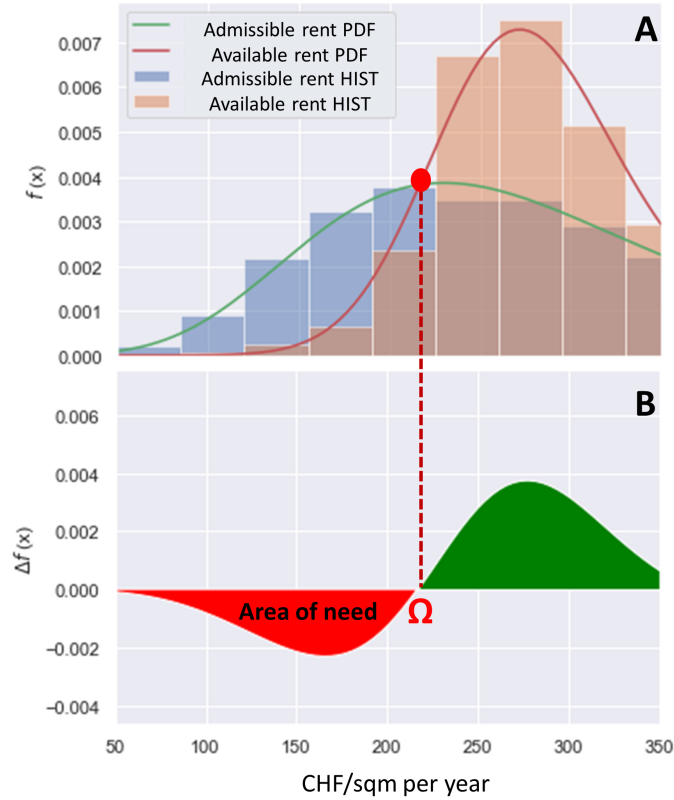 A
Admissible rent PDF
Available rent PDF
Admissible rent HIST
Available rent HIST
0.007
0.006
0.005
0.004
0.003
0.002
0.001
0.000
f (x)
B
0.006
0.004
0.002
0.000
−0.002
−0.004
Δf (x)
Area of need
Ω
50 100 150 200 250 300 350
CHF/sqm per year